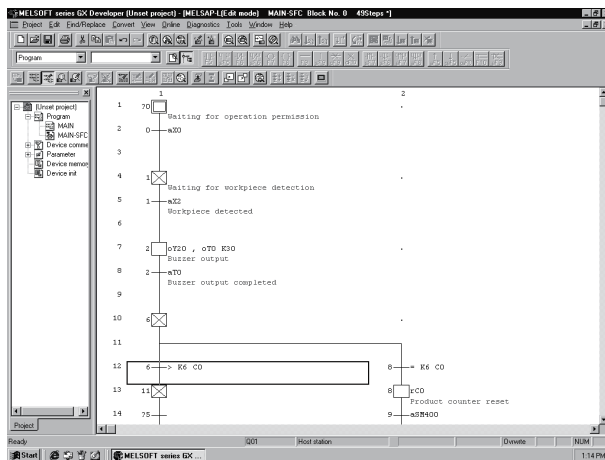 MELSOFT series GX Developer (Unset project) - [MELSAP-L(Edit mode) MAIN-SFC Block No. 0 49Steps *]
Project Edit Find/Replace Convert View Online Diagnostics Tools Window Help
Program
1 2
1 ?0
Waiting for operation permission
2 0 aX0
3
4 1
Waiting for workpiece detection
5 1 aX2
Workpiece detected
6
7 2 oY20 , oT0 K30
Buzzer output
8 2 aT0
Buzzer output completed
9
10 6
11
12 6 > K6 C0 8 = K6 C0
13 11 8 rC0
Product counter reset
14 ?5 9 aSM400
(Unset project)
Program
MAIN
MAIN-SFC
Device comme
Parameter
Device memory
Device init
Project
Ready Q01 Host station Ovrwrte NUM
Start MELSOFT series GX ... 1:14 PM